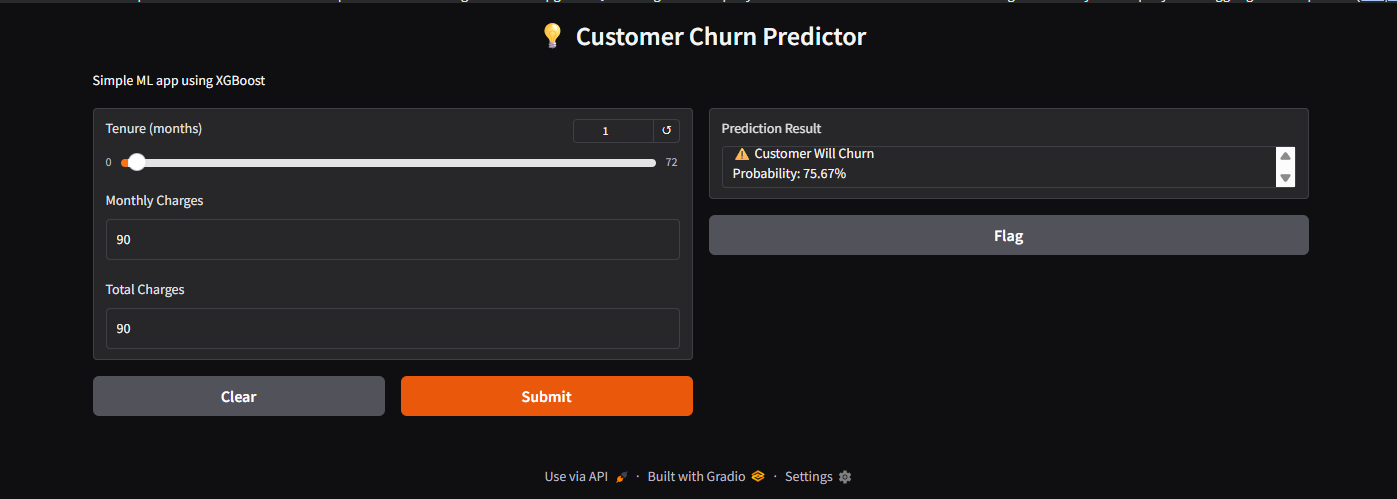 💡 Customer Churn Predictor
Simple ML app using XGBoost
Tenure (months)
1 ↺
0 72
Monthly Charges
90
Total Charges
90
Clear Submit
Prediction Result
⚠️ Customer Will Churn
Probability: 75.67%
Flag
Use via API 🚀 · Built with Gradio · Settings ⚙️